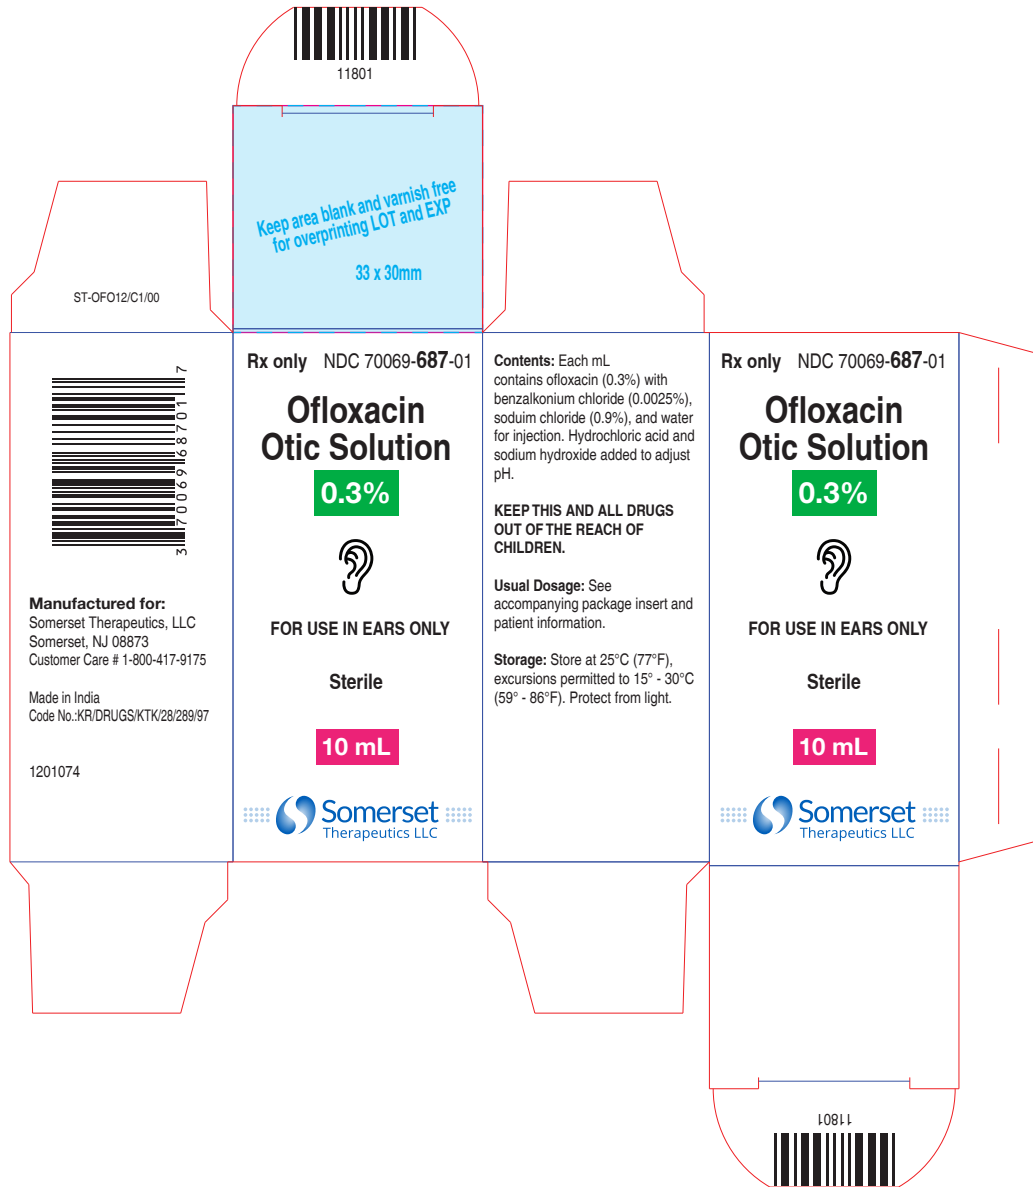 11801
Keep area blank and varnish free
for overprinting LOT and EXP
33 x 30mm
ST-OFO12/C1/00
3 70069 68701 7
Manufactured for:
Somerset Therapeutics, LLC
Somerset, NJ 08873
Customer Care # 1-800-417-9175
Made in India
Code No.:KR/DRUGS/KTK/28/289/97
1201074
Rx only NDC 70069-687-01
Ofloxacin
Otic Solution
0.3%
FOR USE IN EARS ONLY
Sterile
10 mL
Somerset
Therapeutics LLC
Contents: Each mL
contains ofloxacin (0.3%) with
benzalkonium chloride (0.0025%),
soduim chloride (0.9%), and water
for injection. Hydrochloric acid and
sodium hydroxide added to adjust
pH.
KEEP THIS AND ALL DRUGS
OUT OF THE REACH OF
CHILDREN.
Usual Dosage: See
accompanying package insert and
patient information.
Storage: Store at 25°C (77°F),
excursions permitted to 15° - 30°C
(59° - 86°F). Protect from light.
Rx only NDC 70069-687-01
Ofloxacin
Otic Solution
0.3%
FOR USE IN EARS ONLY
Sterile
10 mL
Somerset
Therapeutics LLC
11801